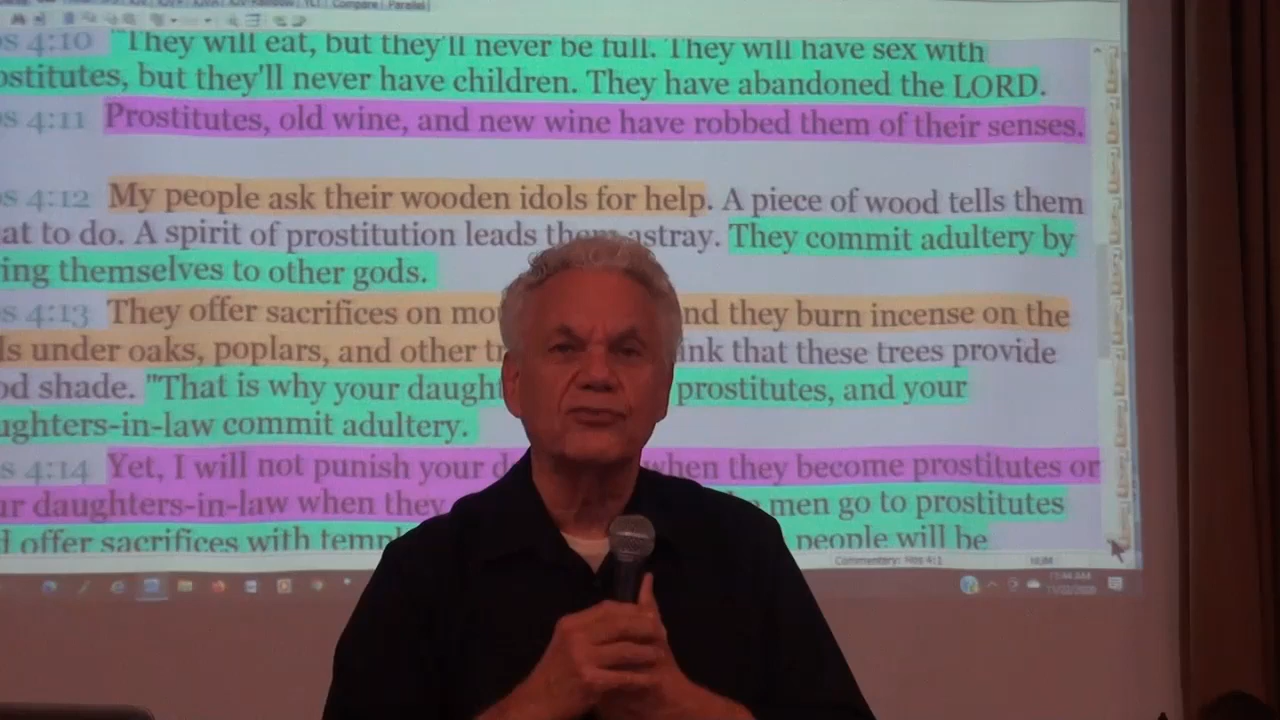 Compare Parallel
s 4:10 "They will eat, but they'll never be full. They will have sex with
ostitutes, but they'll never have children. They have abandoned the LORD.
s 4:11 Prostitutes, old wine, and new wine have robbed them of their senses.
s 4:12 My people ask their wooden idols for help. A piece of wood tells them
at to do. A spirit of prostitution leads them astray. They commit adultery by
ing themselves to other gods.
s 4:13 They offer sacrifices on mo nd they burn incense on the
ls under oaks, poplars, and other tr ink that these trees provide
od shade. "That is why your daught prostitutes, and your
ughters-in-law commit adultery.
s 4:14 Yet, I will not punish your d when they become prostitutes or
ur daughters-in-law when they men go to prostitutes
d offer sacrifices with templ people will be
Commentary: Hos 4:1 NUM